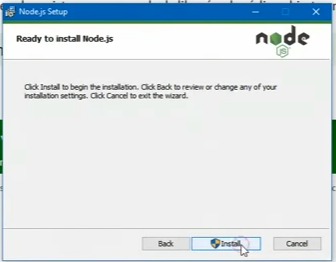 Node.js Setup
Ready to install Node.js
node
JS
Click Install to begin the installation. Click Back to review or change any of your
installation settings. Click Cancel to exit the wizard.
Back
Install
Cancel